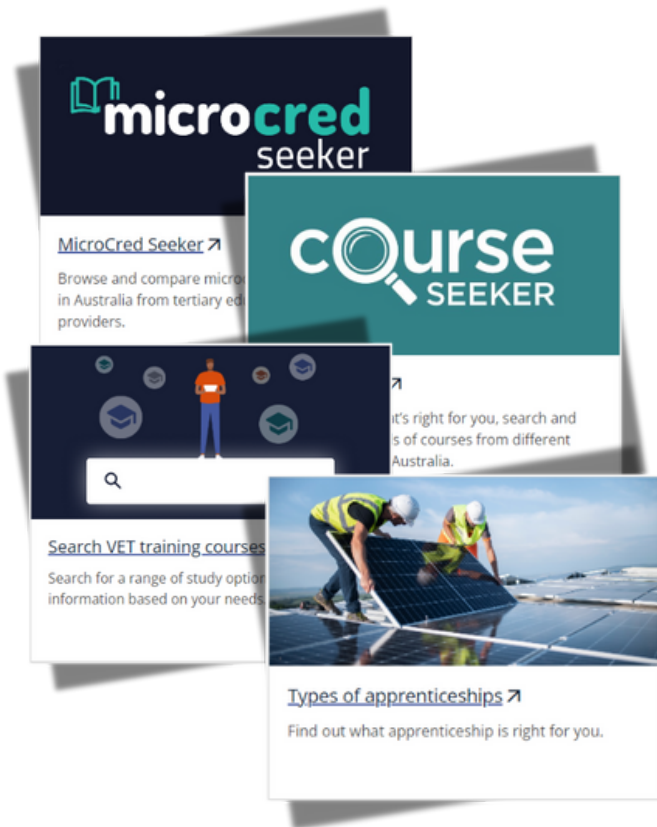 microcred
seeker
MicroCred Seeker
Browse and compare
in Australia from tertiary
providers.
course
SEEKER
right for you, search and
of courses from different
Australia.
Search VET training courses
Search for a range of study
information based on your needs
Types of apprenticeships
Find out what apprenticeship is right for you.